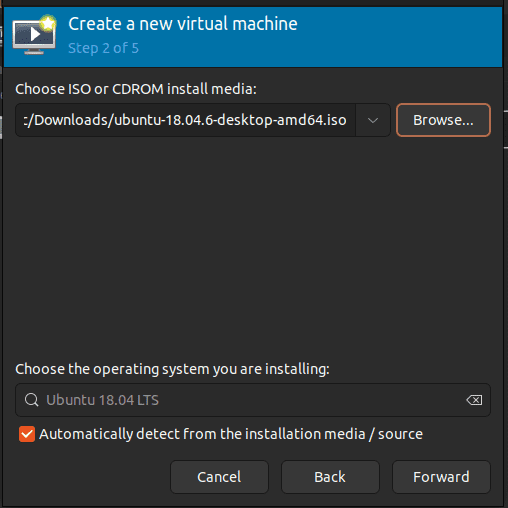 Create a new virtual machine
Step 2 of 5
Choose ISO or CDROM install media:
:/Downloads/ubuntu-18.04.6-desktop-amd64.iso
Browse...
Choose the operating system you are installing:
Ubuntu 18.04 LTS
Automatically detect from the installation media / source
Cancel Back Forward